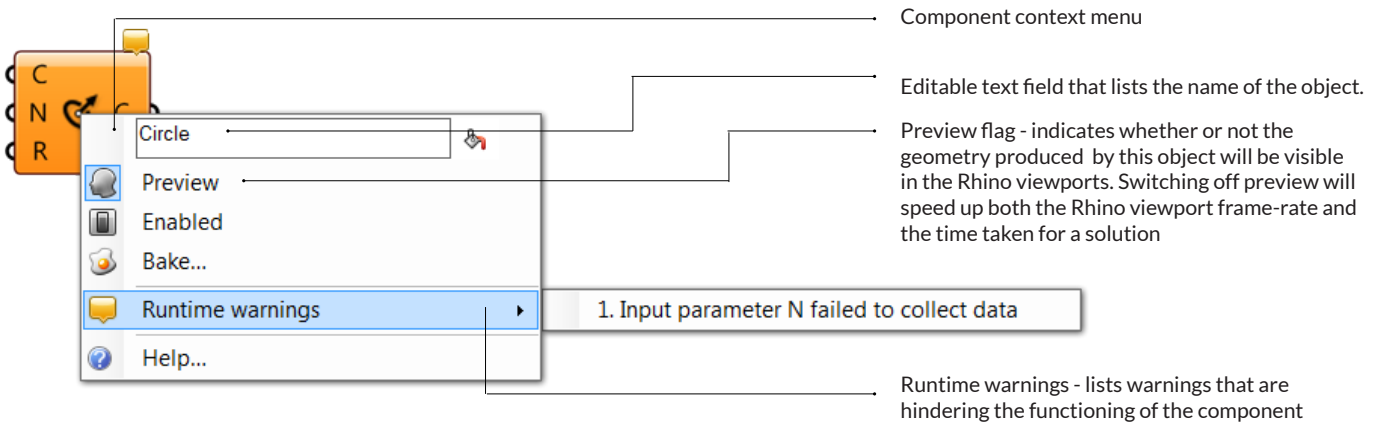 Component context menu
C
N C
R
Editable text field that lists the name of the object.
Circle
Preview flag - indicates whether or not the
geometry produced by this object will be visible
in the Rhino viewports. Switching off preview will
speed up both the Rhino viewport frame-rate and
the time taken for a solution
Preview
Enabled
Bake...
Runtime warnings
1. Input parameter N failed to collect data
Help...
Runtime warnings - lists warnings that are
hindering the functioning of the component